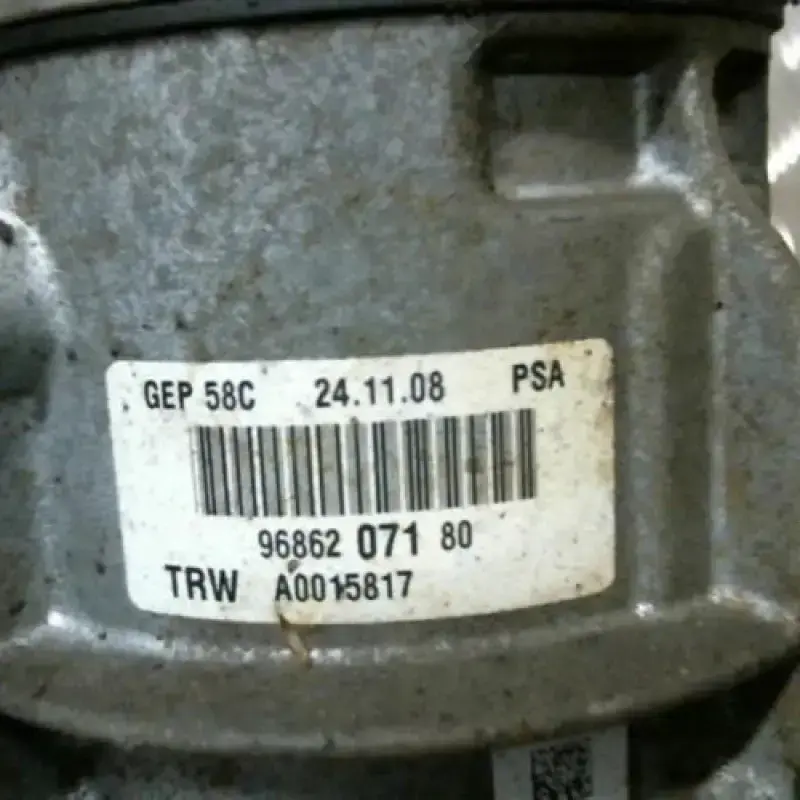 GEP 58C 24.11.08 PSA
96862 071 80
TRW A0015817